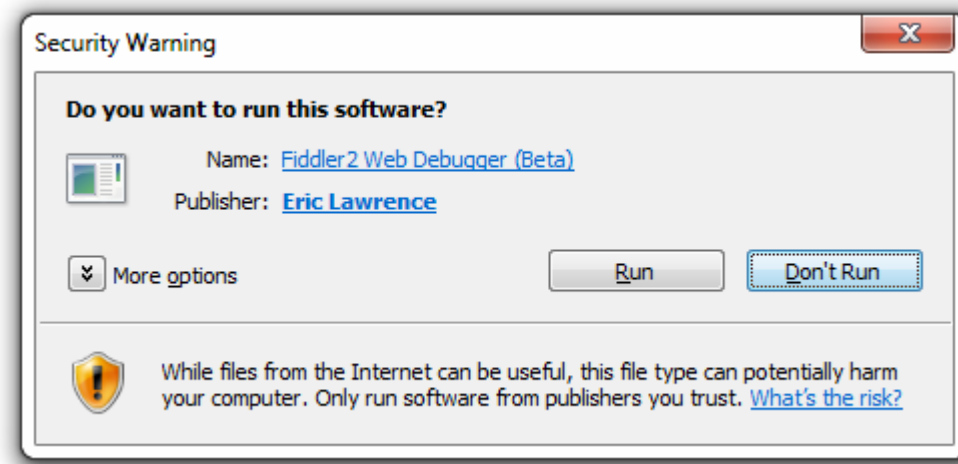 Security Warning
Do you want to run this software?
Name: Fiddler2 Web Debugger (Beta)
Publisher: Eric Lawrence
More options
Run
Don't Run
While files from the Internet can be useful, this file type can potentially harm
your computer. Only run software from publishers you trust. What's the risk?